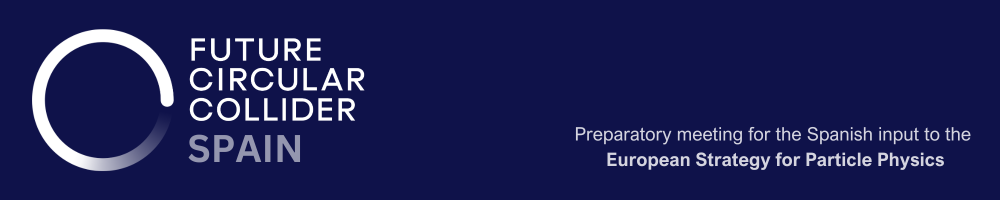 FUTURE
CIRCULAR
COLLIDER
SPAIN
Preparatory meeting for the Spanish input to the
European Strategy for Particle Physics